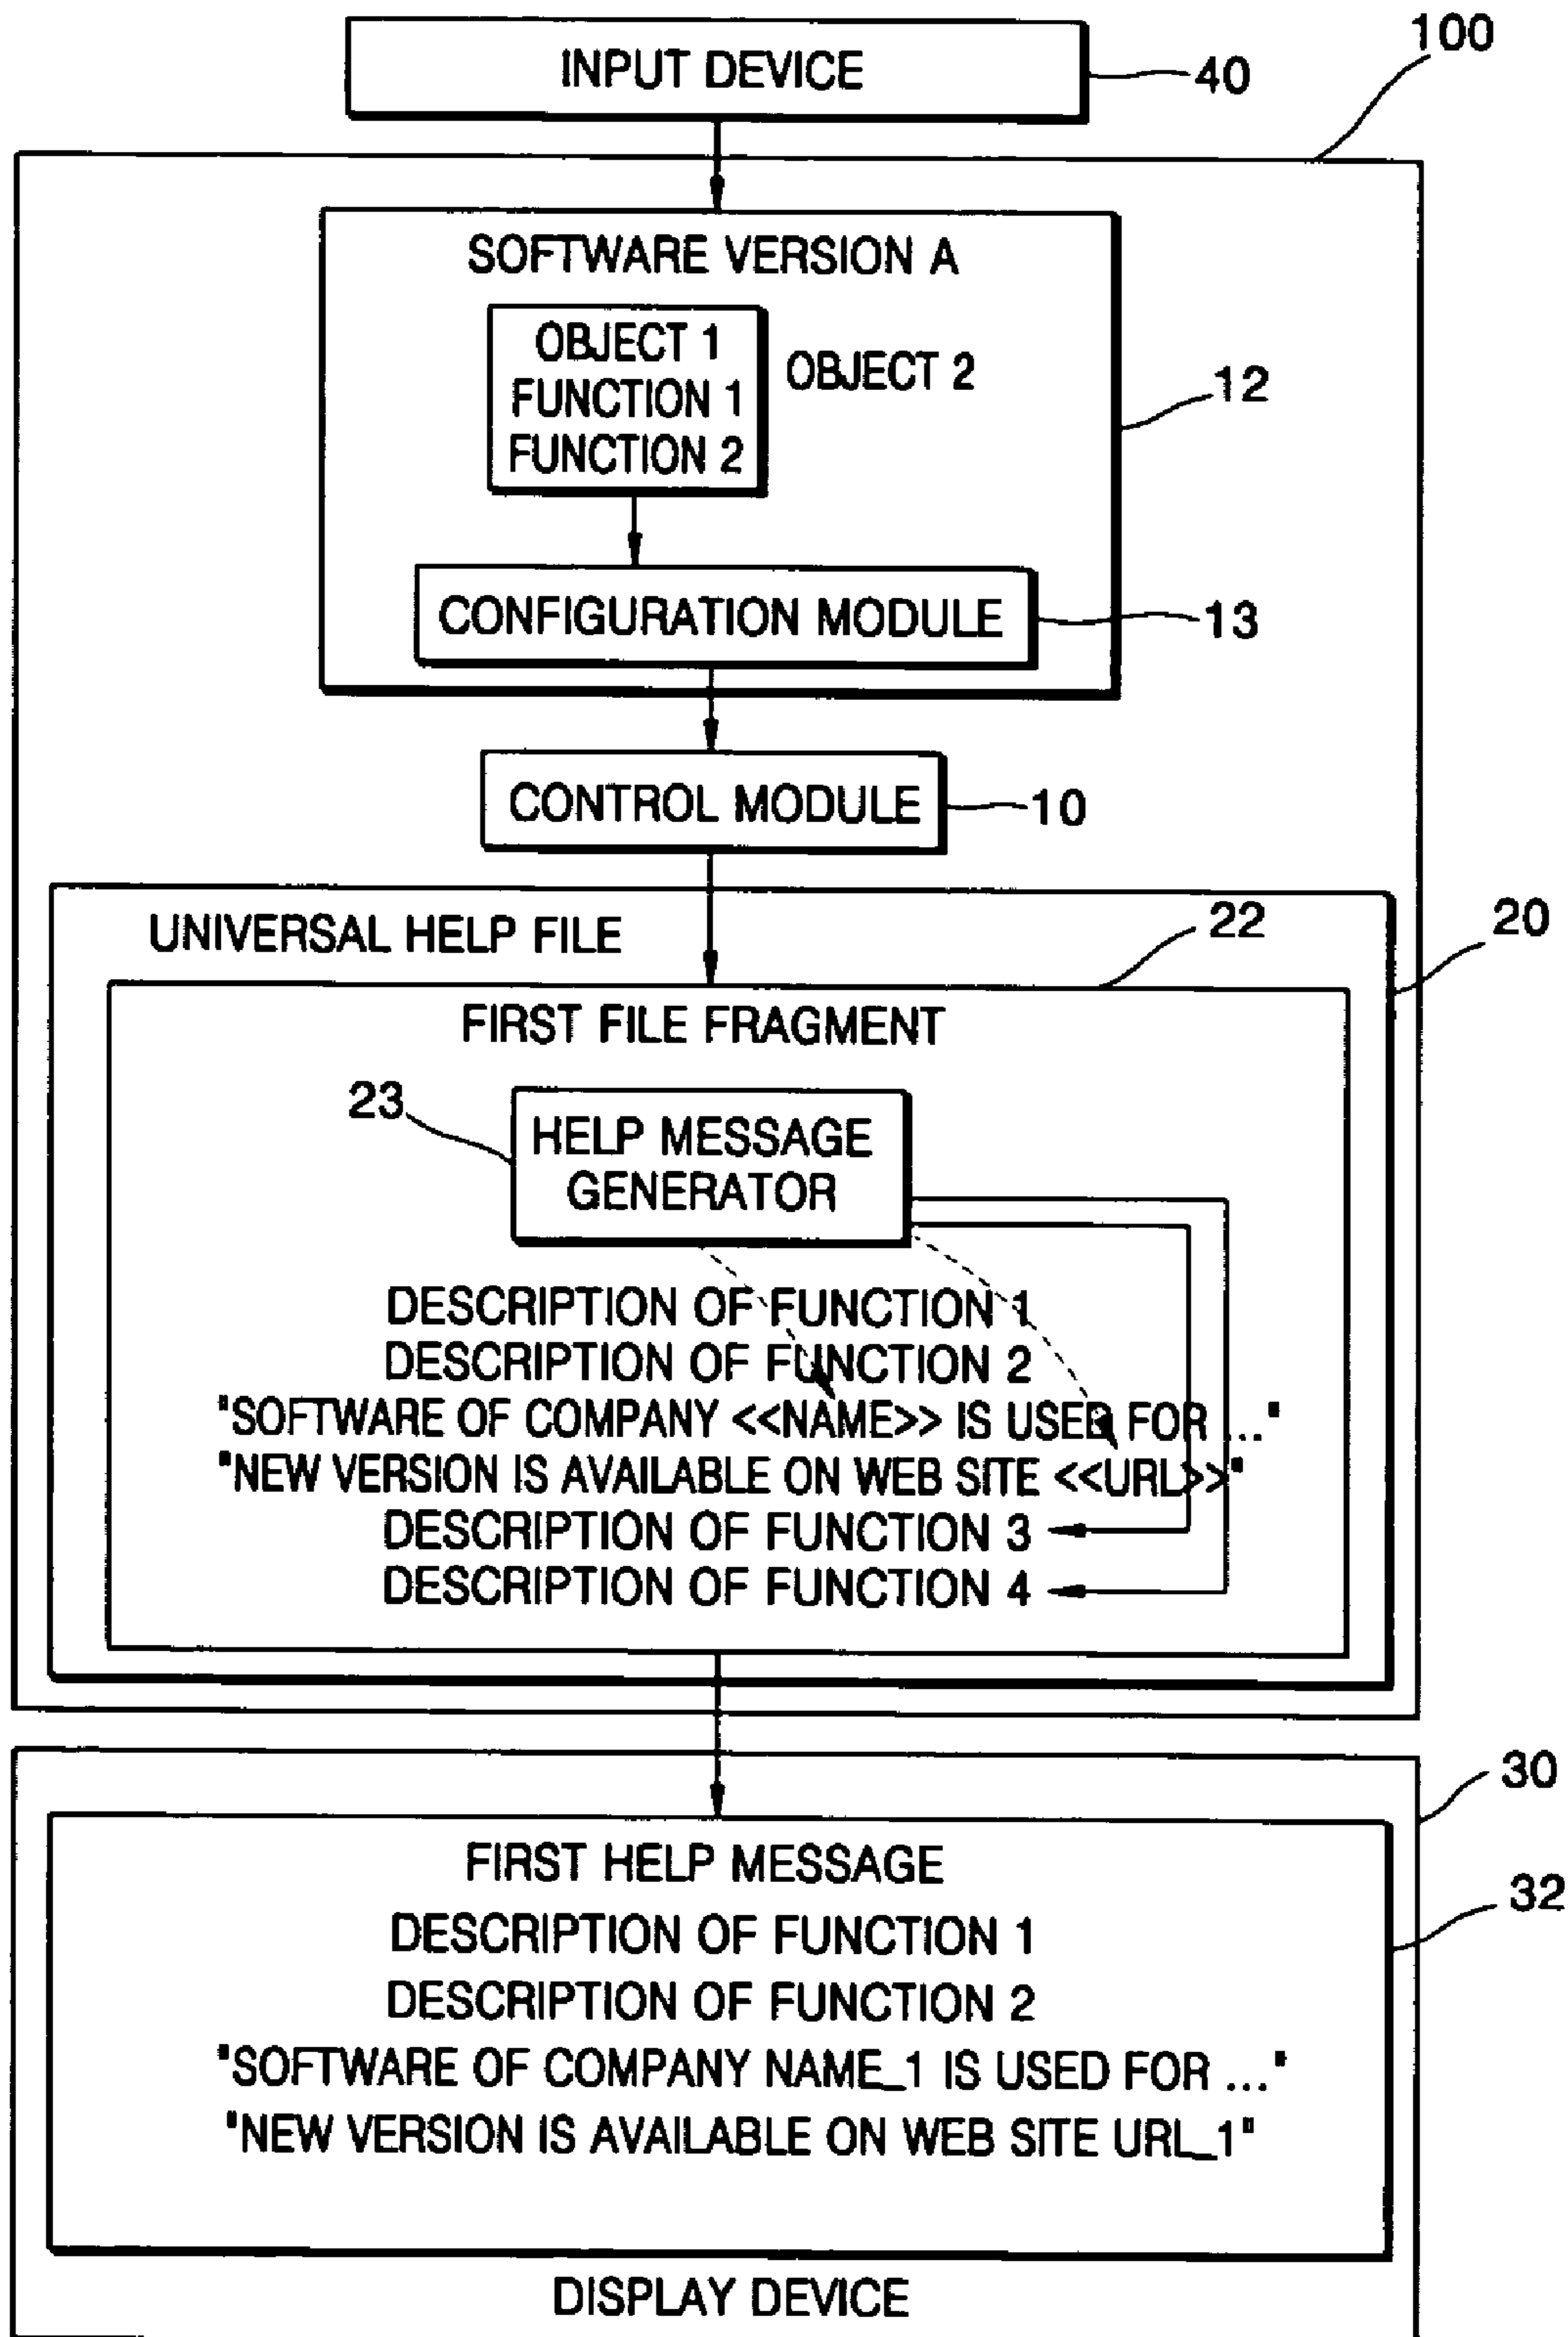 100
INPUT DEVICE
40
SOFTWARE VERSION A
OBJECT 1
FUNCTION 1
FUNCTION 2
OBJECT 2
12
CONFIGURATION MODULE
13
CONTROL MODULE
10
UNIVERSAL HELP FILE
22
20
FIRST FILE FRAGMENT
23
HELP MESSAGE
GENERATOR
DESCRIPTION OF FUNCTION 1
DESCRIPTION OF FUNCTION 2
"SOFTWARE OF COMPANY <<NAME>> IS USED FOR ..."
"NEW VERSION IS AVAILABLE ON WEB SITE <<URL>>"
DESCRIPTION OF FUNCTION 3
DESCRIPTION OF FUNCTION 4
30
FIRST HELP MESSAGE
32
DESCRIPTION OF FUNCTION 1
DESCRIPTION OF FUNCTION 2
"SOFTWARE OF COMPANY NAME_1 IS USED FOR ..."
"NEW VERSION IS AVAILABLE ON WEB SITE URL_1"
DISPLAY DEVICE